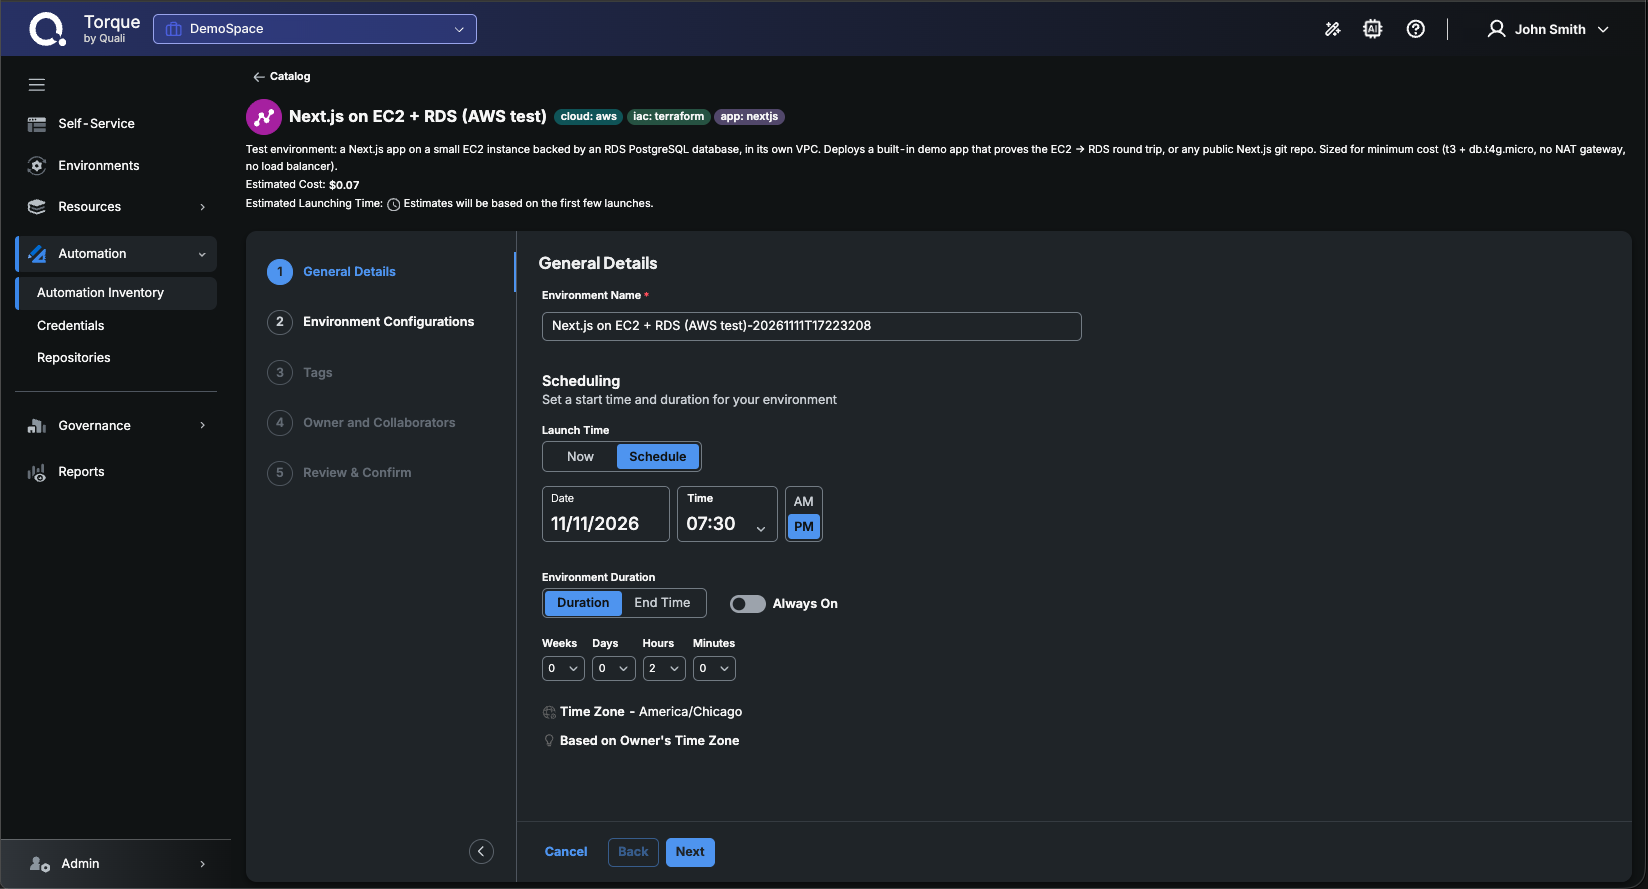 Torque
by Quali
DemoSpace
AI
John Smith
Catalog
Self-Service
Environments
Resources
Automation
Automation Inventory
Credentials
Repositories
Governance
Reports
Admin
Next.js on EC2 + RDS (AWS test) cloud: aws iac: terraform app: nextjs
Test environment: a Next.js app on a small EC2 instance backed by an RDS PostgreSQL database, in its own VPC. Deploys a built-in demo app that proves the EC2 → RDS round trip, or any public Next.js git repo. Sized for minimum cost (t3 + db.t4g.micro, no NAT gateway,
no load balancer).
Estimated Cost: $0.07
Estimated Launching Time: Estimates will be based on the first few launches.
1 General Details
2 Environment Configurations
3 Tags
4 Owner and Collaborators
5 Review & Confirm
General Details
Environment Name *
Next.js on EC2 + RDS (AWS test)-20261111T17223208
Scheduling
Set a start time and duration for your environment
Launch Time
Now Schedule
Date Time AM
11/11/2026 07:30 PM
Environment Duration
Duration End Time Always On
Weeks Days Hours Minutes
0 0 2 0
Time Zone - America/Chicago
Based on Owner's Time Zone
Cancel Back Next